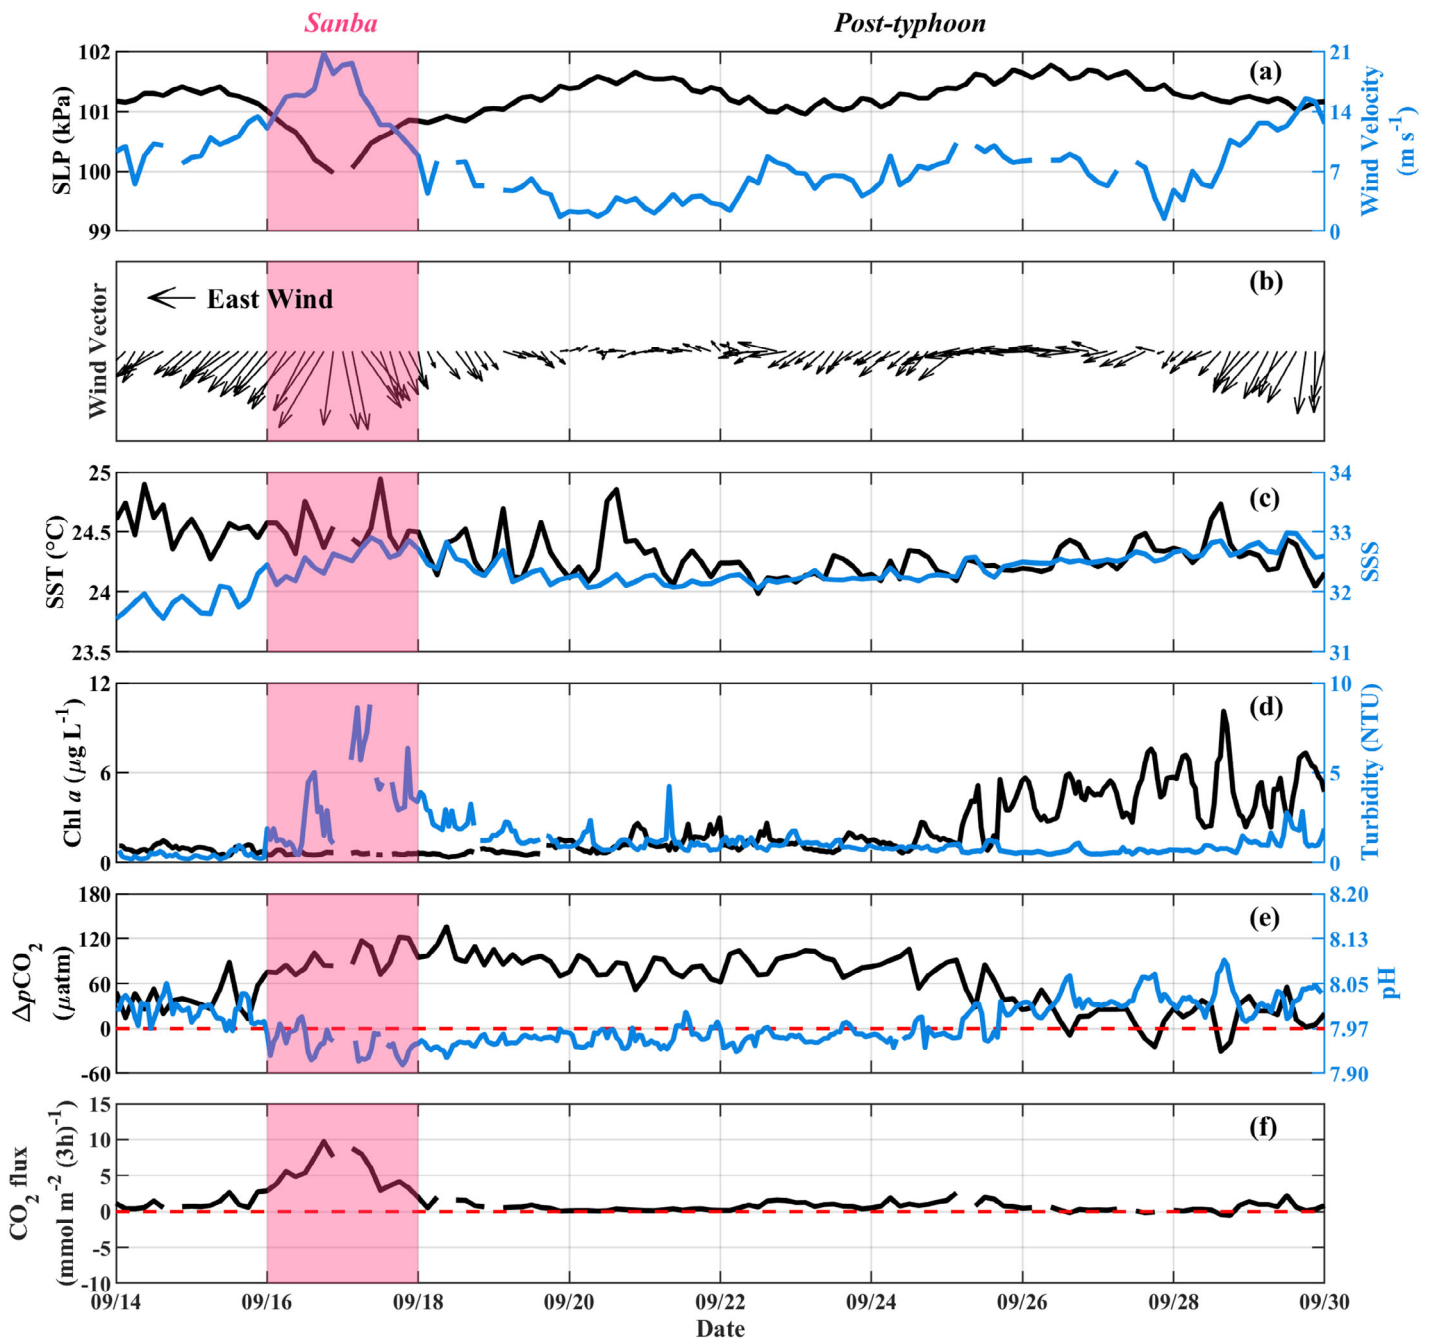 Sanba Post-typhoon
102 21
(a)
SLP (kPa)
101 14
100 7
99 0
Wind Velocity
(m s⁻¹)
(b)
East Wind
Wind Vector
25 34
(c)
24.5 33
SST (°C)
SSS
24 32
23.5 31
12 10
(d)
Chl a (μg L⁻¹)
Turbidity (NTU)
6 5
0 0
180 8.20
(e)
120 8.13
ΔpCO₂
(μatm)
pH
60 8.05
0 7.97
-60 7.90
15
(f)
10
CO₂ flux
(mmol m⁻² (3h)⁻¹)
5
0
-5
-10
09/14 09/16 09/18 09/20 09/22 09/24 09/26 09/28 09/30
Date